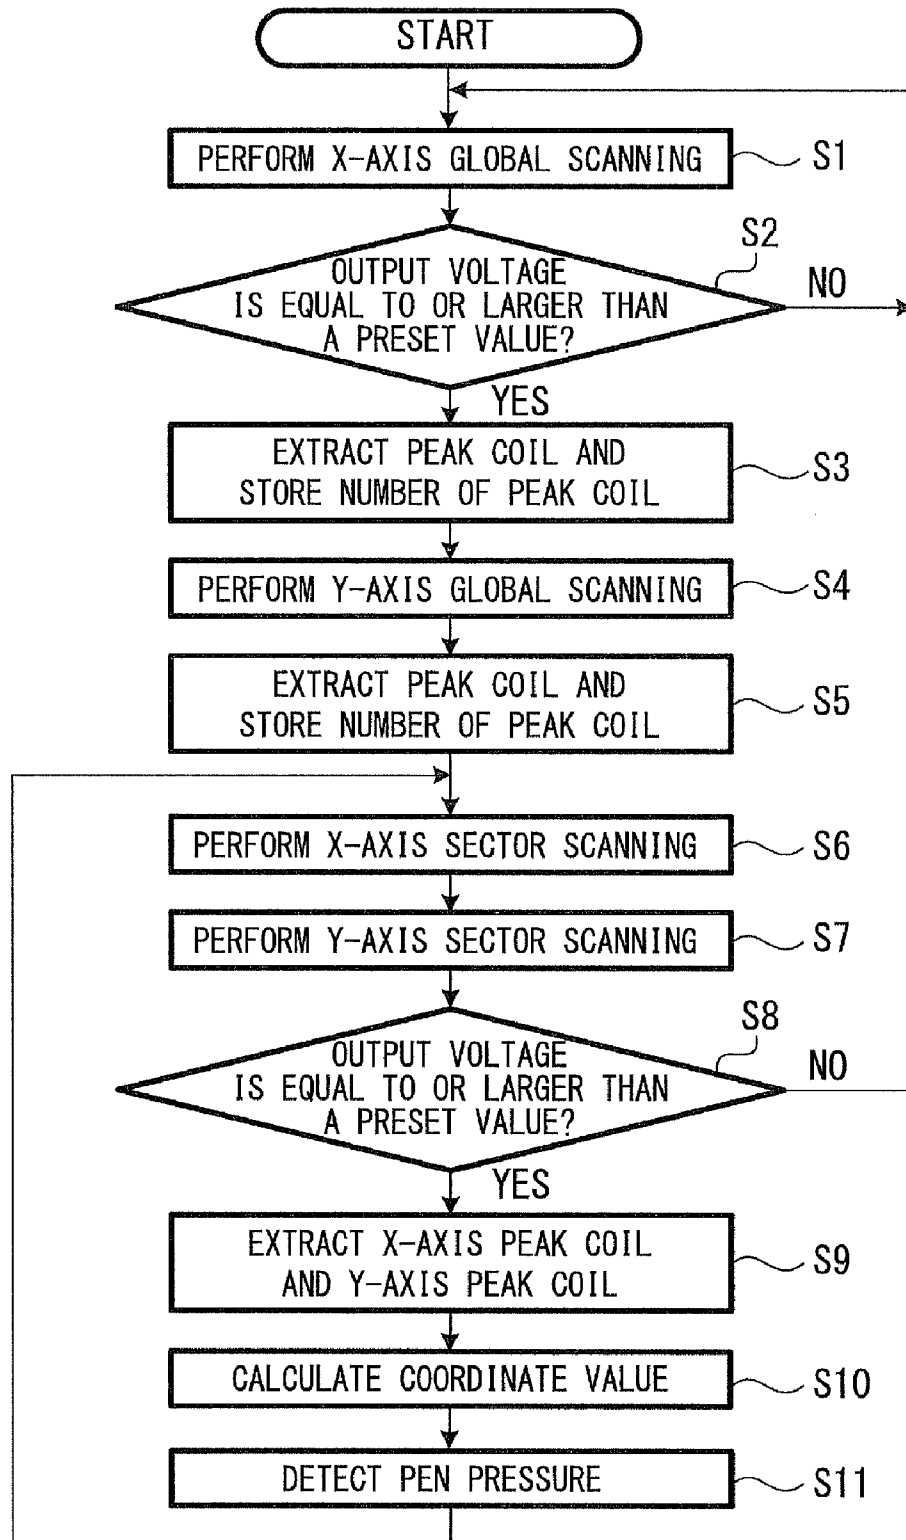 START
PERFORM X-AXIS GLOBAL SCANNING
S1
S2
OUTPUT VOLTAGE
IS EQUAL TO OR LARGER THAN
A PRESET VALUE?
NO
YES
EXTRACT PEAK COIL AND
STORE NUMBER OF PEAK COIL
S3
PERFORM Y-AXIS GLOBAL SCANNING
S4
EXTRACT PEAK COIL AND
STORE NUMBER OF PEAK COIL
S5
PERFORM X-AXIS SECTOR SCANNING
S6
PERFORM Y-AXIS SECTOR SCANNING
S7
S8
OUTPUT VOLTAGE
IS EQUAL TO OR LARGER THAN
A PRESET VALUE?
NO
YES
EXTRACT X-AXIS PEAK COIL
AND Y-AXIS PEAK COIL
S9
CALCULATE COORDINATE VALUE
S10
DETECT PEN PRESSURE
S11